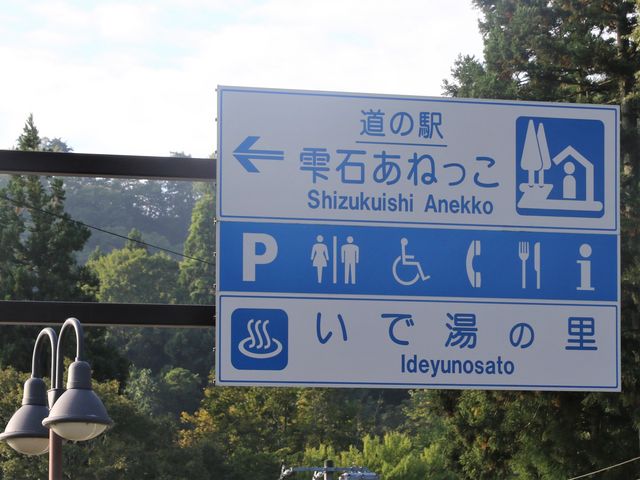 道の駅
雫石あねっこ
Shizukuishi Anekko
P i
いで湯の里
Ideyunosato